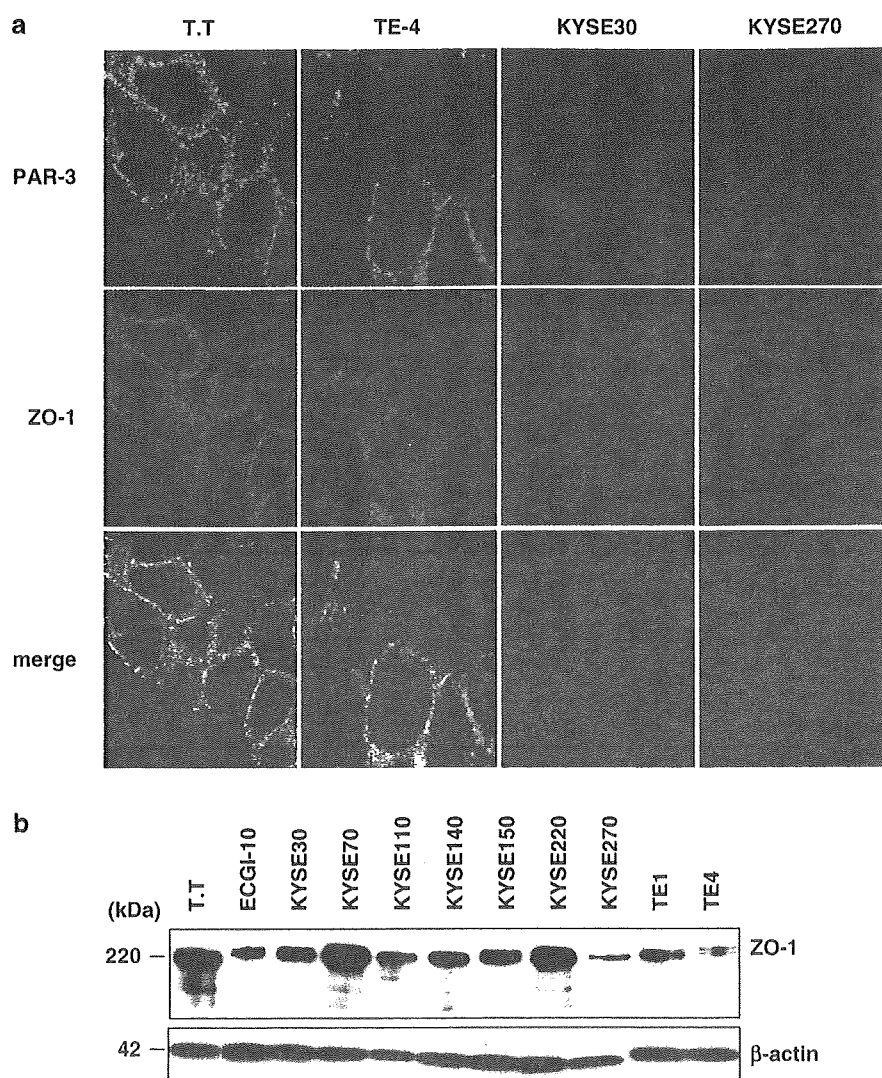 a
T.T TE-4 KYSE30 KYSE270
PAR-3
ZO-1
merge
b
(kDa) T.T ECGI-10 KYSE30 KYSE70 KYSE110 KYSE140 KYSE150 KYSE220 KYSE270 TE1 TE4
220 ZO-1
42 β-actin